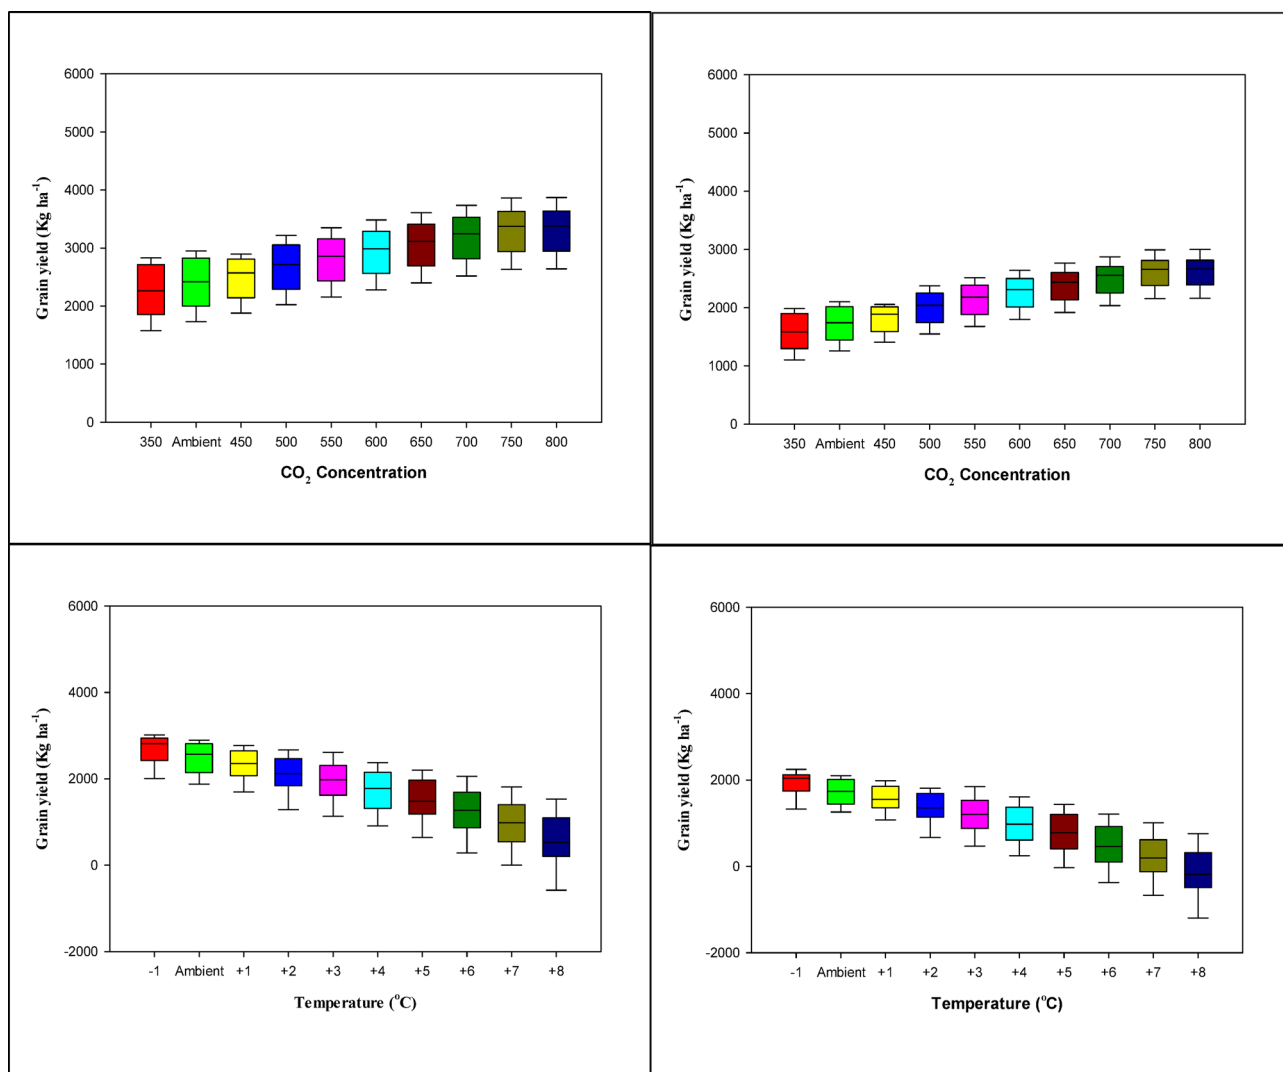 6000
5000
4000
3000
2000
1000
0
Grain yield (Kg ha⁻¹)
350 Ambient 450 500 550 600 650 700 750 800
CO₂ Concentration
6000
5000
4000
3000
2000
1000
0
Grain yield (Kg ha⁻¹)
350 Ambient 450 500 550 600 650 700 750 800
CO₂ Concentration
6000
4000
2000
0
-2000
Grain yield (Kg ha⁻¹)
-1 Ambient +1 +2 +3 +4 +5 +6 +7 +8
Temperature (°C)
6000
4000
2000
0
-2000
Grain yield (Kg ha⁻¹)
-1 Ambient +1 +2 +3 +4 +5 +6 +7 +8
Temperature (°C)